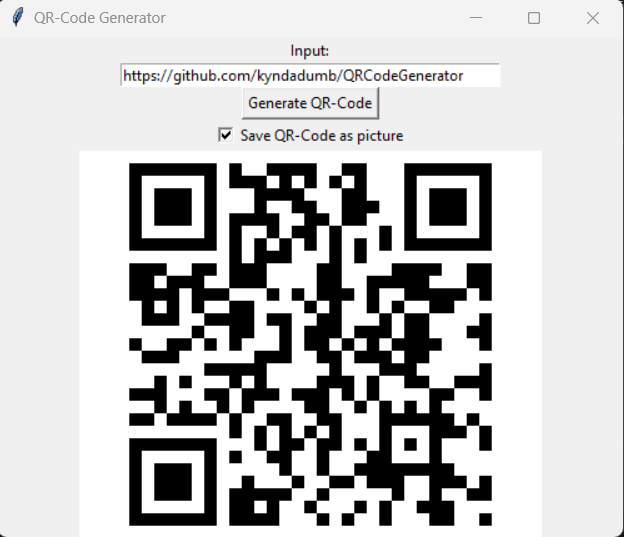 QR-Code Generator
Input:
https://github.com/kyndadumb/QRCodeGenerator
Generate QR-Code
Save QR-Code as picture